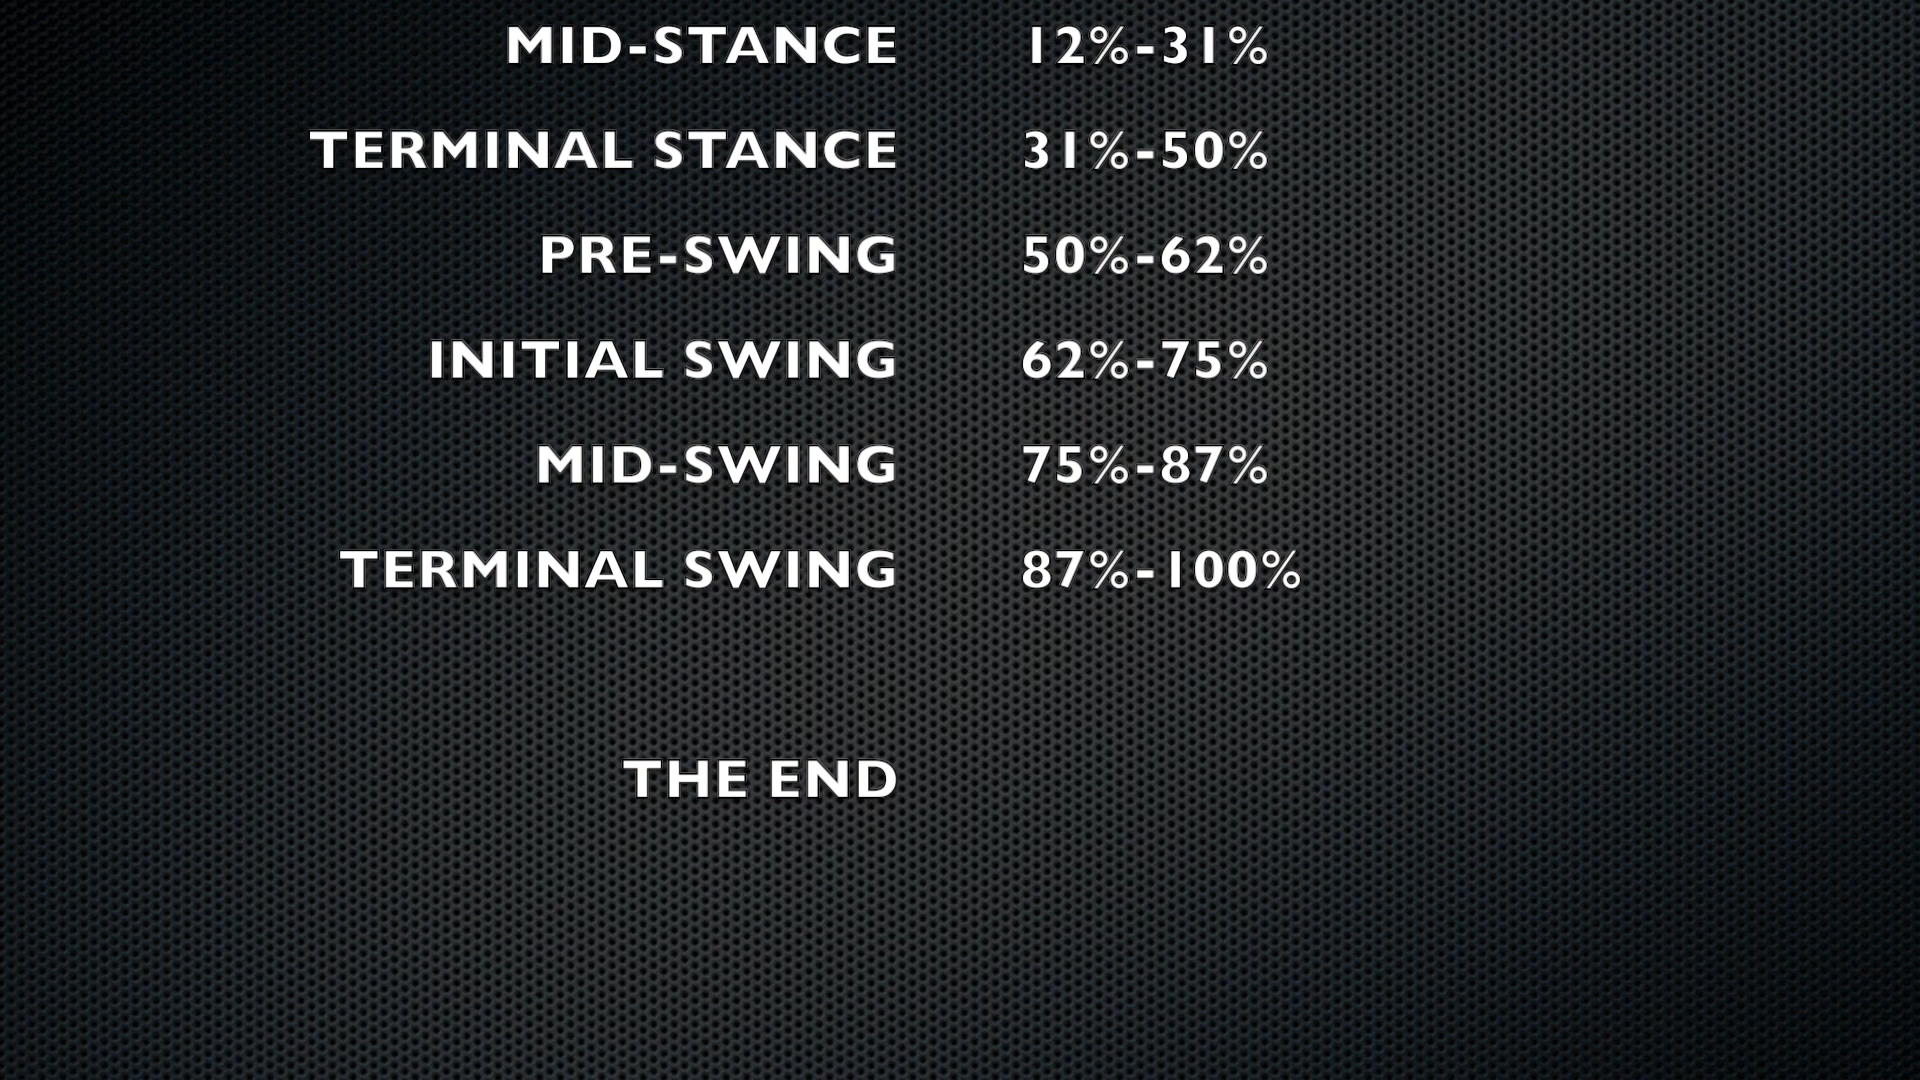 MID-STANCE 12%-31%
TERMINAL STANCE 31%-50%
PRE-SWING 50%-62%
INITIAL SWING 62%-75%
MID-SWING 75%-87%
TERMINAL SWING 87%-100%
THE END